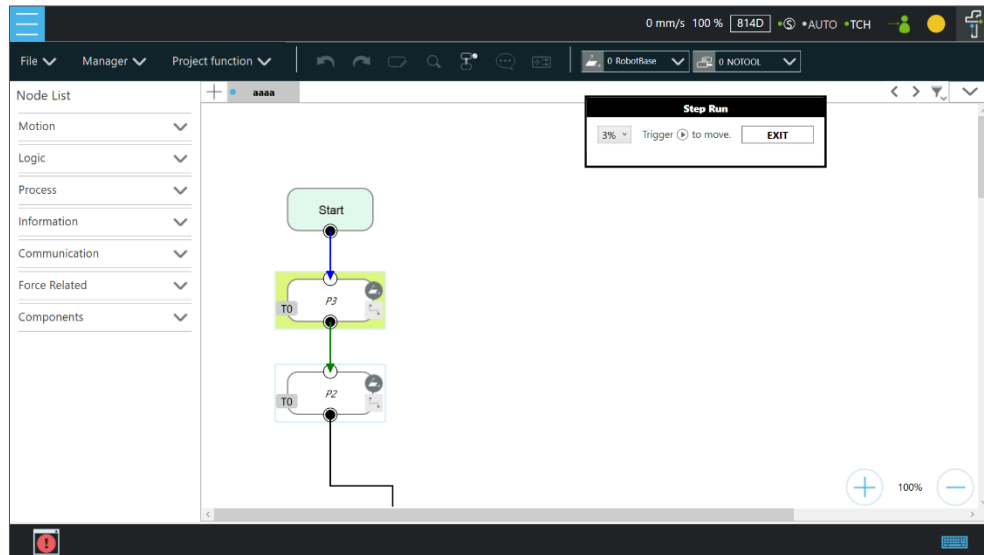 0 mm/s 100 % 814D •Ⓢ •AUTO •TCH
File Manager Project function 0 RobotBase 0 NOTOOL
Node List
aaaa
Step Run
3% Trigger to move. EXIT
Motion
Logic
Process
Information
Communication
Force Related
Components
Start
P3
T0
P2
T0
100%